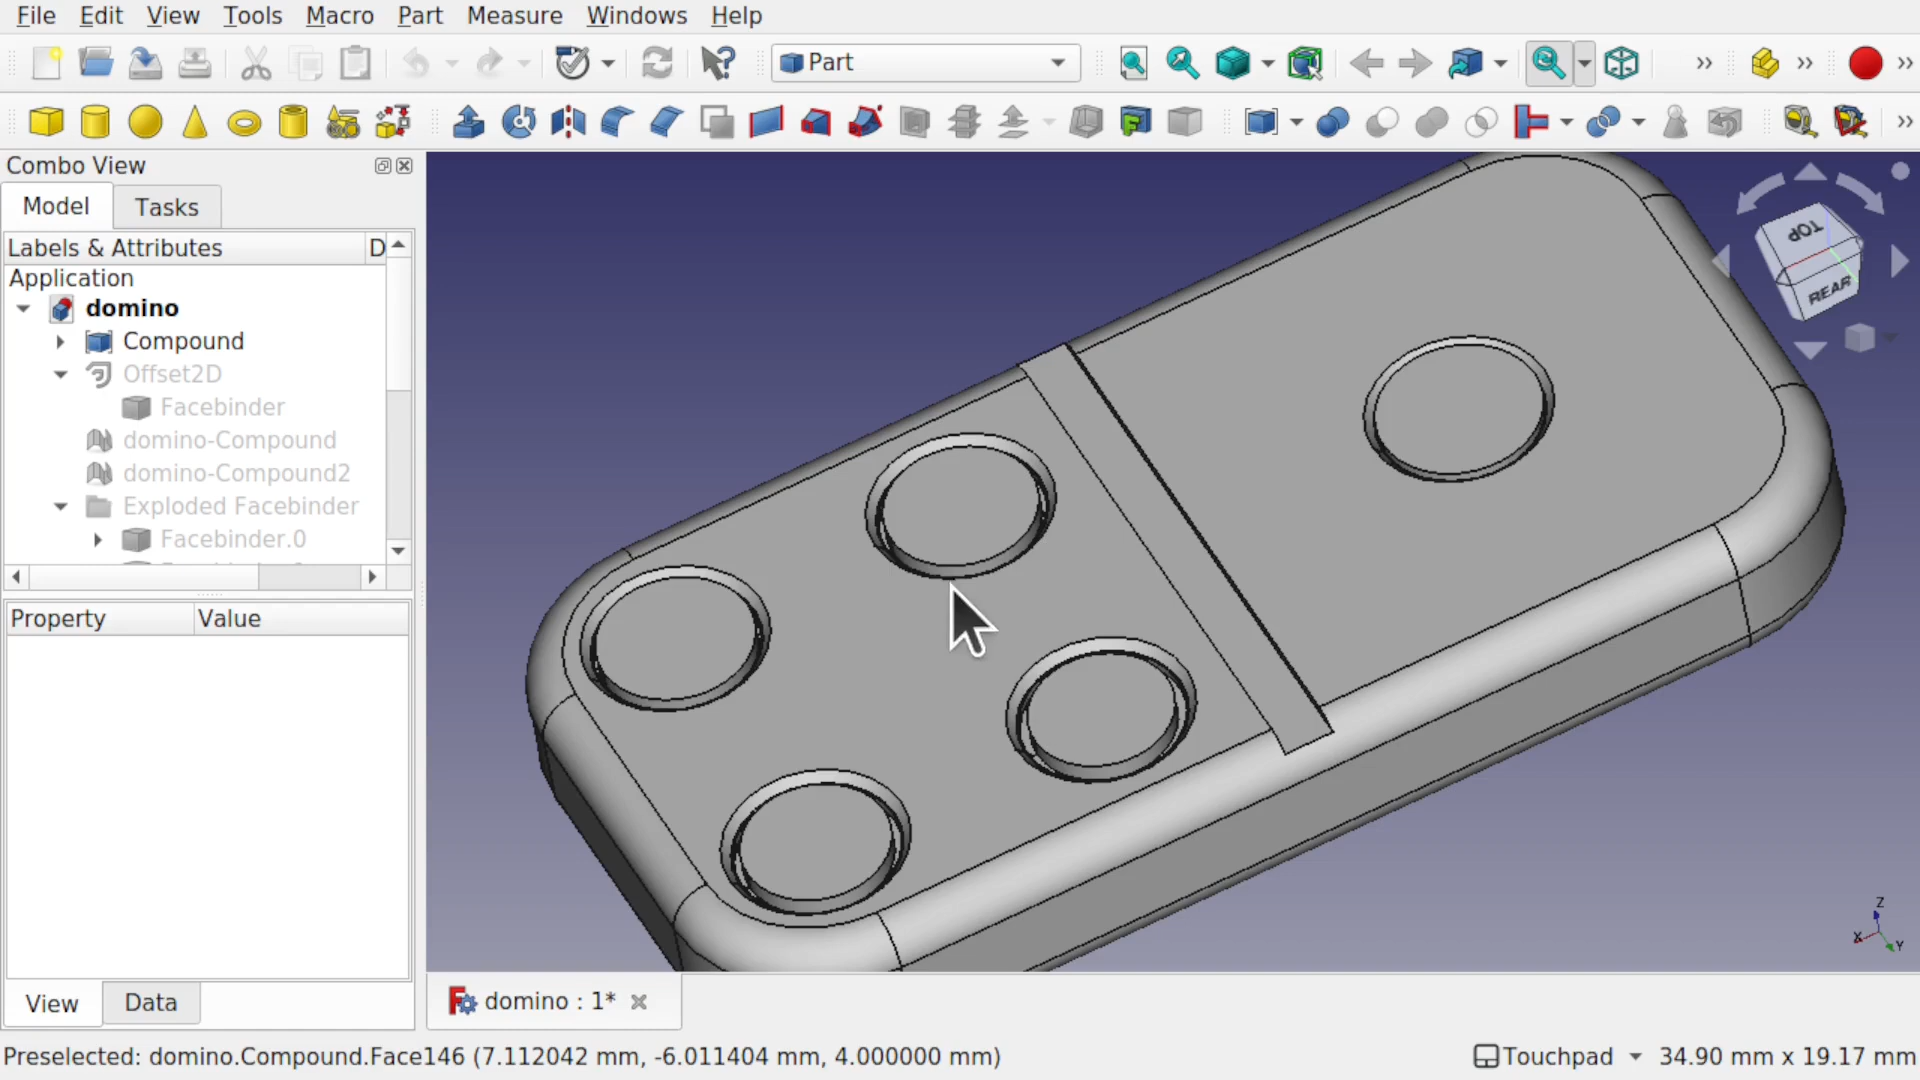 File Edit View Tools Macro Part Measure Windows Help
Part
Combo View
Model Tasks
Labels & Attributes D
Application
domino
Compound
Offset2D
Facebinder
domino-Compound
domino-Compound2
Exploded Facebinder
Facebinder.0
Property Value
View Data
TOP
REAR
Z
X
Y
domino : 1*
Preselected: domino.Compound.Face146 (7.112042 mm, -6.011404 mm, 4.000000 mm)
Touchpad 34.90 mm x 19.17 mm